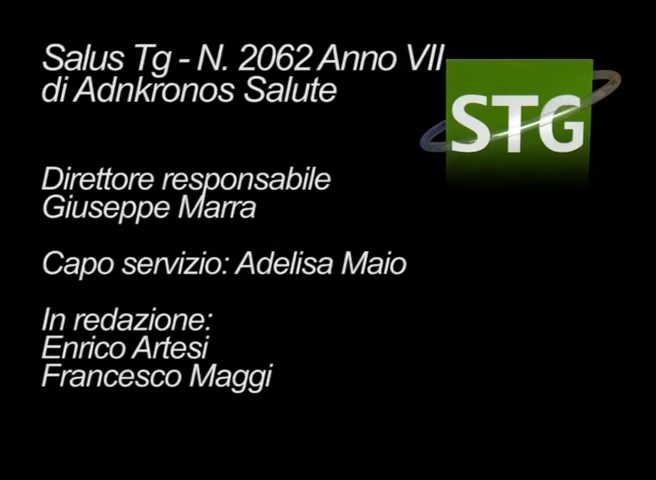 Salus Tg - N. 2062 Anno VII
di Adnkronos Salute
STG
Direttore responsabile
Giuseppe Marra
Capo servizio: Adelisa Maio
In redazione:
Enrico Artesi
Francesco Maggi